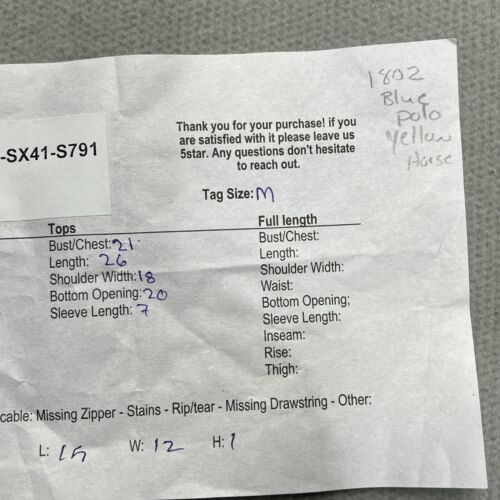 1802
Blue
Polo
Yellow
Horse
-SX41-S791
Thank you for your purchase! if you
are satisfied with it please leave us
5star. Any questions don't hesitate
to reach out.
Tag Size: M
Tops
Bust/Chest: 21
Length: 26
Shoulder Width: 18
Bottom Opening: 20
Sleeve Length: 7
Full length
Bust/Chest:
Length:
Shoulder Width:
Waist:
Bottom Opening;
Sleeve Length:
Inseam:
Rise:
Thigh:
cable: Missing Zipper - Stains - Rip/tear - Missing Drawstring - Other:
L: 15 W: 12 H: 1